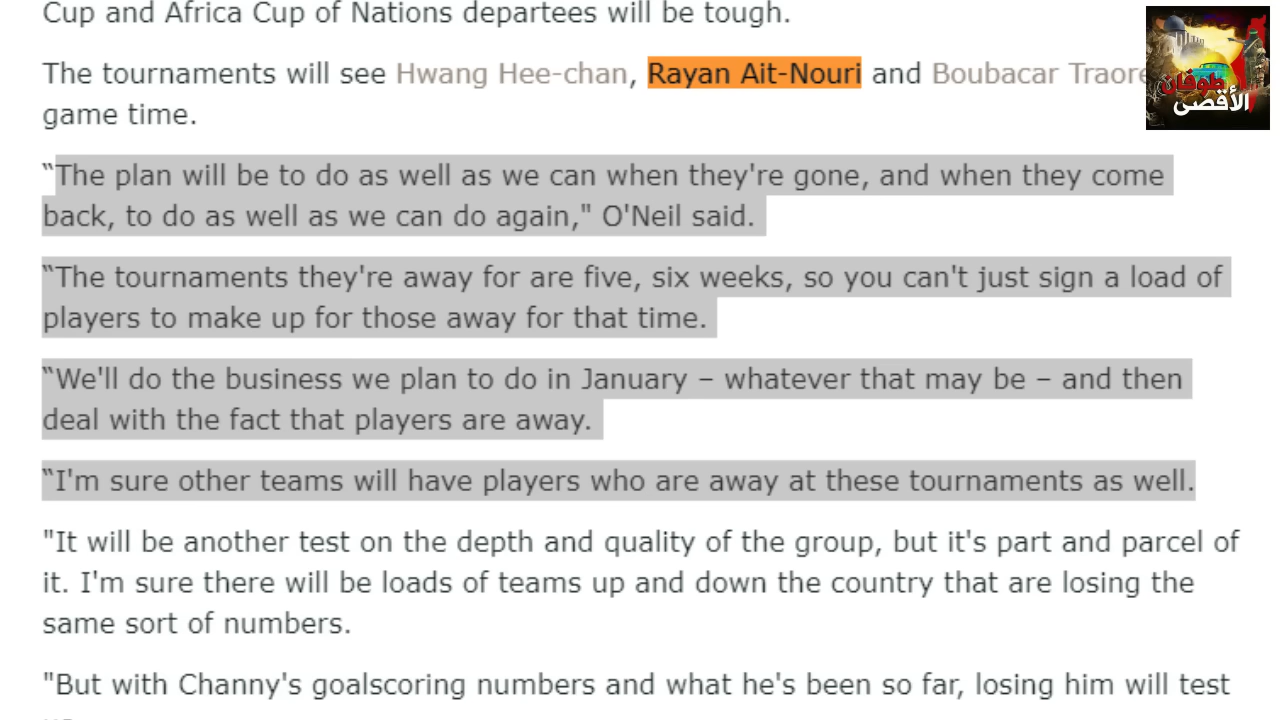 Cup and Africa Cup of Nations departees will be tough.
The tournaments will see Hwang Hee-chan, Rayan Ait-Nouri and Boubacar Traore
game time.
“The plan will be to do as well as we can when they're gone, and when they come
back, to do as well as we can do again," O'Neil said.
“The tournaments they're away for are five, six weeks, so you can't just sign a load of
players to make up for those away for that time.
“We'll do the business we plan to do in January – whatever that may be – and then
deal with the fact that players are away.
“I'm sure other teams will have players who are away at these tournaments as well.
"It will be another test on the depth and quality of the group, but it's part and parcel of
it. I'm sure there will be loads of teams up and down the country that are losing the
same sort of numbers.
"But with Channy's goalscoring numbers and what he's been so far, losing him will test
طوفان
الأقصى